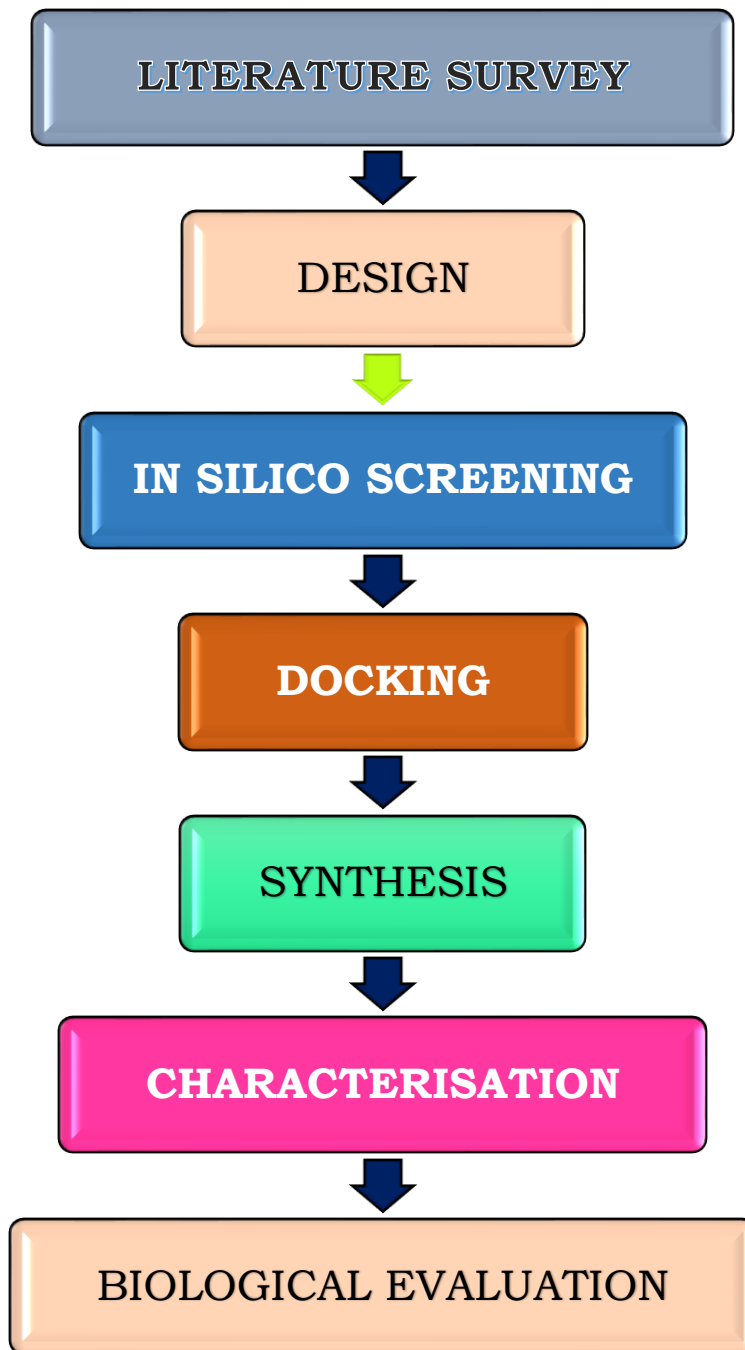 LITERATURE SURVEY
DESIGN
IN SILICO SCREENING
DOCKING
SYNTHESIS
CHARACTERISATION
BIOLOGICAL EVALUATION